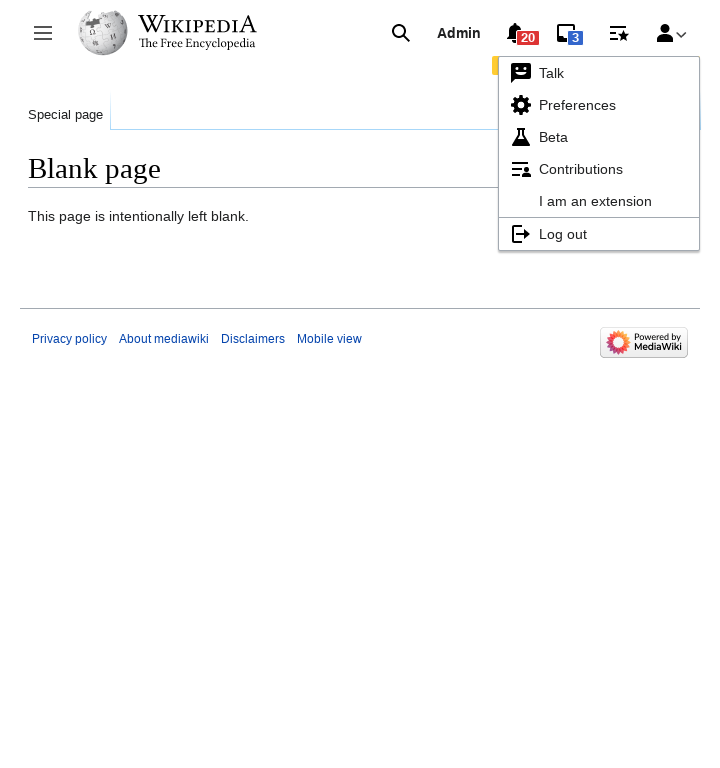 WIKIPEDIA
The Free Encyclopedia
Admin
20
3
Talk
Preferences
Beta
Contributions
I am an extension
Log out
Special page
Blank page
This page is intentionally left blank.
Privacy policy About mediawiki Disclaimers Mobile view
Powered by
MediaWiki